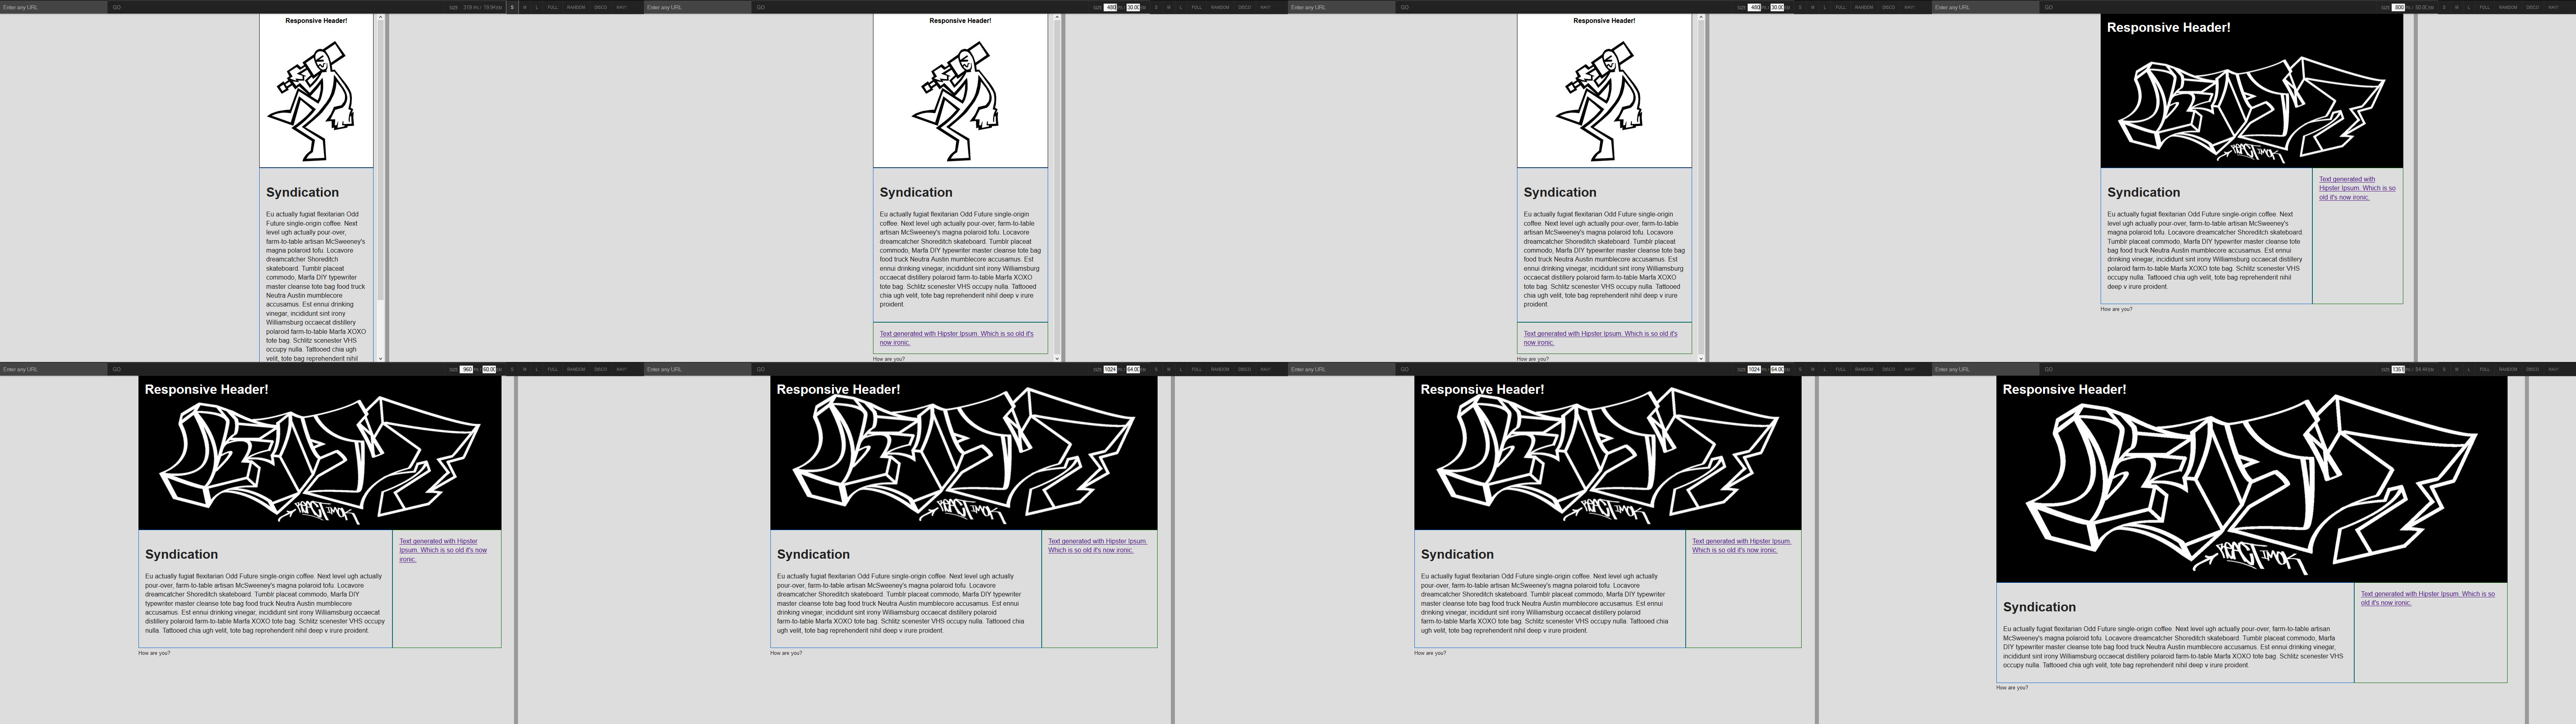 Enter any URL GO SIZE 319 PX / 19.94 EM S M L FULL RANDOM DISCO HAY!
Responsive Header!
Syndication
Eu actually fugiat flexitarian Odd
Future single-origin coffee. Next
level ugh actually pour-over,
farm-to-table artisan McSweeney's
magna polaroid tofu. Locavore
dreamcatcher Shoreditch
skateboard. Tumblr placeat
commodo, Marfa DIY typewriter
master cleanse tote bag food truck
Neutra Austin mumblecore
accusamus. Est ennui drinking
vinegar, incididunt sint irony
Williamsburg occaecat distillery
polaroid farm-to-table Marfa XOXO
tote bag. Schlitz scenester VHS
occupy nulla. Tattooed chia ugh
velit, tote bag reprehenderit nihil
Enter any URL GO SIZE 480 PX / 30.00 EM S M L FULL RANDOM DISCO HAY!
Responsive Header!
Syndication
Eu actually fugiat flexitarian Odd Future single-origin
coffee. Next level ugh actually pour-over, farm-to-table
artisan McSweeney's magna polaroid tofu. Locavore
dreamcatcher Shoreditch skateboard. Tumblr placeat
commodo, Marfa DIY typewriter master cleanse tote bag
food truck Neutra Austin mumblecore accusamus. Est
ennui drinking vinegar, incididunt sint irony Williamsburg
occaecat distillery polaroid farm-to-table Marfa XOXO
tote bag. Schlitz scenester VHS occupy nulla. Tattooed
chia ugh velit, tote bag reprehenderit nihil deep v irure
proident.
Text generated with Hipster Ipsum. Which is so old it's
now ironic.
How are you?
Enter any URL GO SIZE 480 PX / 30.00 EM S M L FULL RANDOM DISCO HAY!
Responsive Header!
Syndication
Eu actually fugiat flexitarian Odd Future single-origin
coffee. Next level ugh actually pour-over, farm-to-table
artisan McSweeney's magna polaroid tofu. Locavore
dreamcatcher Shoreditch skateboard. Tumblr placeat
commodo, Marfa DIY typewriter master cleanse tote bag
food truck Neutra Austin mumblecore accusamus. Est
ennui drinking vinegar, incididunt sint irony Williamsburg
occaecat distillery polaroid farm-to-table Marfa XOXO
tote bag. Schlitz scenester VHS occupy nulla. Tattooed
chia ugh velit, tote bag reprehenderit nihil deep v irure
proident.
Text generated with Hipster Ipsum. Which is so old it's
now ironic.
How are you?
Enter any URL GO SIZE 800 PX / 50.00 EM S M L FULL RANDOM DISCO HAY!
Responsive Header!
REACT IMOK
Syndication
Eu actually fugiat flexitarian Odd Future single-origin coffee. Next
level ugh actually pour-over, farm-to-table artisan McSweeney's
magna polaroid tofu. Locavore dreamcatcher Shoreditch skateboard.
Tumblr placeat commodo, Marfa DIY typewriter master cleanse tote
bag food truck Neutra Austin mumblecore accusamus. Est ennui
drinking vinegar, incididunt sint irony Williamsburg occaecat distillery
polaroid farm-to-table Marfa XOXO tote bag. Schlitz scenester VHS
occupy nulla. Tattooed chia ugh velit, tote bag reprehenderit nihil
deep v irure proident.
Text generated with
Hipster Ipsum. Which is so
old it's now ironic.
How are you?
Enter any URL GO SIZE 960 PX / 60.00 EM S M L FULL RANDOM DISCO HAY!
Responsive Header!
REACT IMOK
Syndication
Eu actually fugiat flexitarian Odd Future single-origin coffee. Next level ugh actually
pour-over, farm-to-table artisan McSweeney's magna polaroid tofu. Locavore
dreamcatcher Shoreditch skateboard. Tumblr placeat commodo, Marfa DIY
typewriter master cleanse tote bag food truck Neutra Austin mumblecore
accusamus. Est ennui drinking vinegar, incididunt sint irony Williamsburg occaecat
distillery polaroid farm-to-table Marfa XOXO tote bag. Schlitz scenester VHS occupy
nulla. Tattooed chia ugh velit, tote bag reprehenderit nihil deep v irure proident.
Text generated with Hipster
Ipsum. Which is so old it's now
ironic.
How are you?
Enter any URL GO SIZE 1024 PX / 64.00 EM S M L FULL RANDOM DISCO HAY!
Responsive Header!
REACT IMOK
Syndication
Eu actually fugiat flexitarian Odd Future single-origin coffee. Next level ugh actually
pour-over, farm-to-table artisan McSweeney's magna polaroid tofu. Locavore
dreamcatcher Shoreditch skateboard. Tumblr placeat commodo, Marfa DIY typewriter
master cleanse tote bag food truck Neutra Austin mumblecore accusamus. Est ennui
drinking vinegar, incididunt sint irony Williamsburg occaecat distillery polaroid
farm-to-table Marfa XOXO tote bag. Schlitz scenester VHS occupy nulla. Tattooed chia
ugh velit, tote bag reprehenderit nihil deep v irure proident.
Text generated with Hipster Ipsum.
Which is so old it's now ironic.
How are you?
Enter any URL GO SIZE 1024 PX / 64.00 EM S M L FULL RANDOM DISCO HAY!
Responsive Header!
REACT IMOK
Syndication
Eu actually fugiat flexitarian Odd Future single-origin coffee. Next level ugh actually
pour-over, farm-to-table artisan McSweeney's magna polaroid tofu. Locavore
dreamcatcher Shoreditch skateboard. Tumblr placeat commodo, Marfa DIY typewriter
master cleanse tote bag food truck Neutra Austin mumblecore accusamus. Est ennui
drinking vinegar, incididunt sint irony Williamsburg occaecat distillery polaroid
farm-to-table Marfa XOXO tote bag. Schlitz scenester VHS occupy nulla. Tattooed chia
ugh velit, tote bag reprehenderit nihil deep v irure proident.
Text generated with Hipster Ipsum.
Which is so old it's now ironic.
How are you?
Enter any URL GO SIZE 1351 PX / 84.44 EM S M L FULL RANDOM DISCO HAY!
Responsive Header!
REACT IMOK
Syndication
Eu actually fugiat flexitarian Odd Future single-origin coffee. Next level ugh actually pour-over, farm-to-table artisan
McSweeney's magna polaroid tofu. Locavore dreamcatcher Shoreditch skateboard. Tumblr placeat commodo, Marfa
DIY typewriter master cleanse tote bag food truck Neutra Austin mumblecore accusamus. Est ennui drinking vinegar,
incididunt sint irony Williamsburg occaecat distillery polaroid farm-to-table Marfa XOXO tote bag. Schlitz scenester VHS
occupy nulla. Tattooed chia ugh velit, tote bag reprehenderit nihil deep v irure proident.
Text generated with Hipster Ipsum. Which is so
old it's now ironic.
How are you?